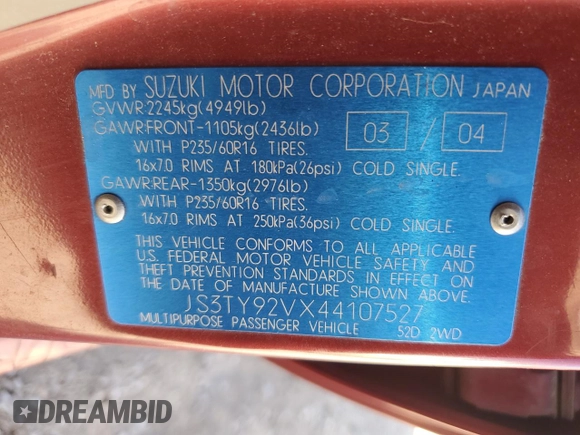 MFD BY SUZUKI MOTOR CORPORATION JAPAN
GVWR 2245kg(4949lb)
GAWR:FRONT-1105kg(2436lb) 03 / 04
WITH P235/60R16 TIRES.
16x7.0 RIMS AT 180kPa(26psi) COLD SINGLE.
GAWR:REAR-1350kg(2976lb)
WITH P235/60R16 TIRES.
16x7.0 RIMS AT 250kPa(36psi) COLD SINGLE.
THIS VEHICLE CONFORMS TO ALL APPLICABLE
U.S. FEDERAL MOTOR VEHICLE SAFETY AND
THEFT PREVENTION STANDARDS IN EFFECT ON
THE DATE OF MANUFACTURE SHOWN ABOVE.
JS3TY92VX44107527
MULTIPURPOSE PASSENGER VEHICLE 52D 2WD
DREAMBID